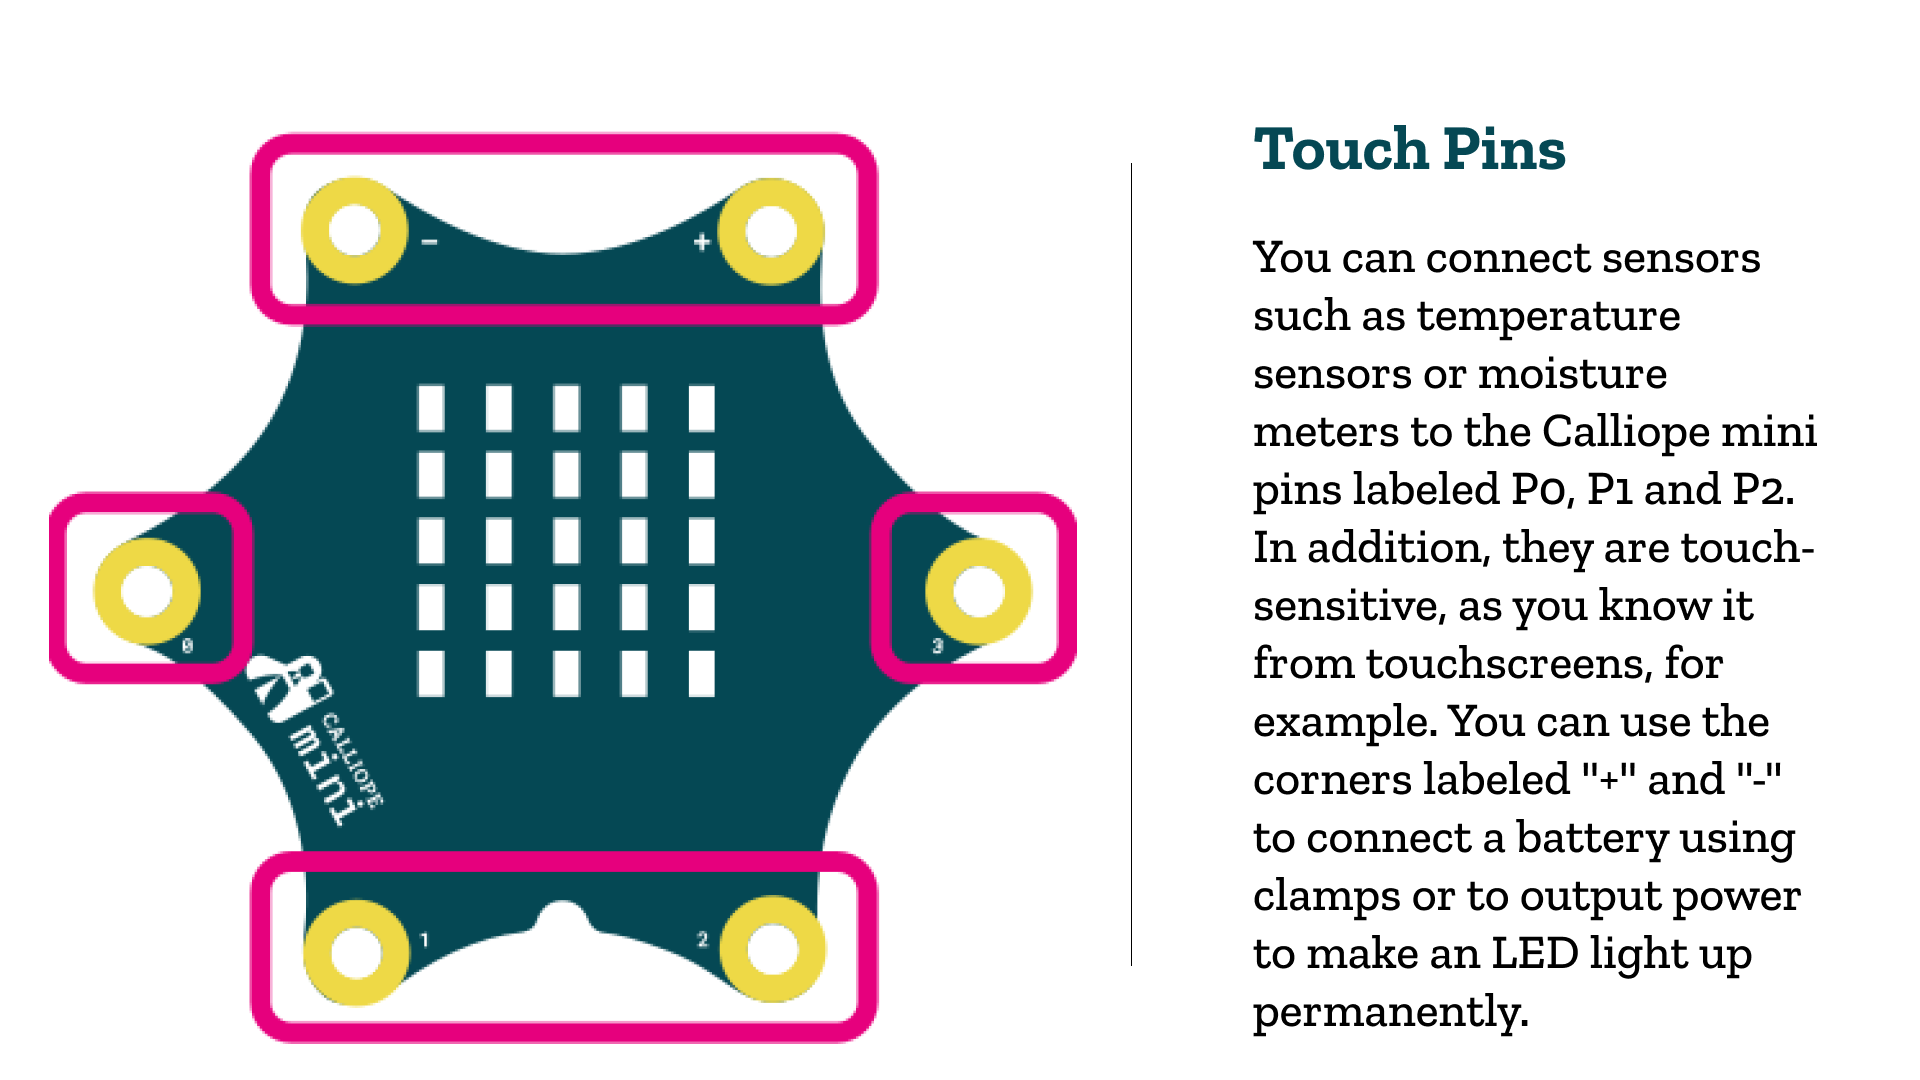 - +
0 3
CALLIOPE
mini
1 2
Touch Pins
You can connect sensors
such as temperature
sensors or moisture
meters to the Calliope mini
pins labeled P0, P1 and P2.
In addition, they are touch-
sensitive, as you know it
from touchscreens, for
example. You can use the
corners labeled "+" and "-"
to connect a battery using
clamps or to output power
to make an LED light up
permanently.